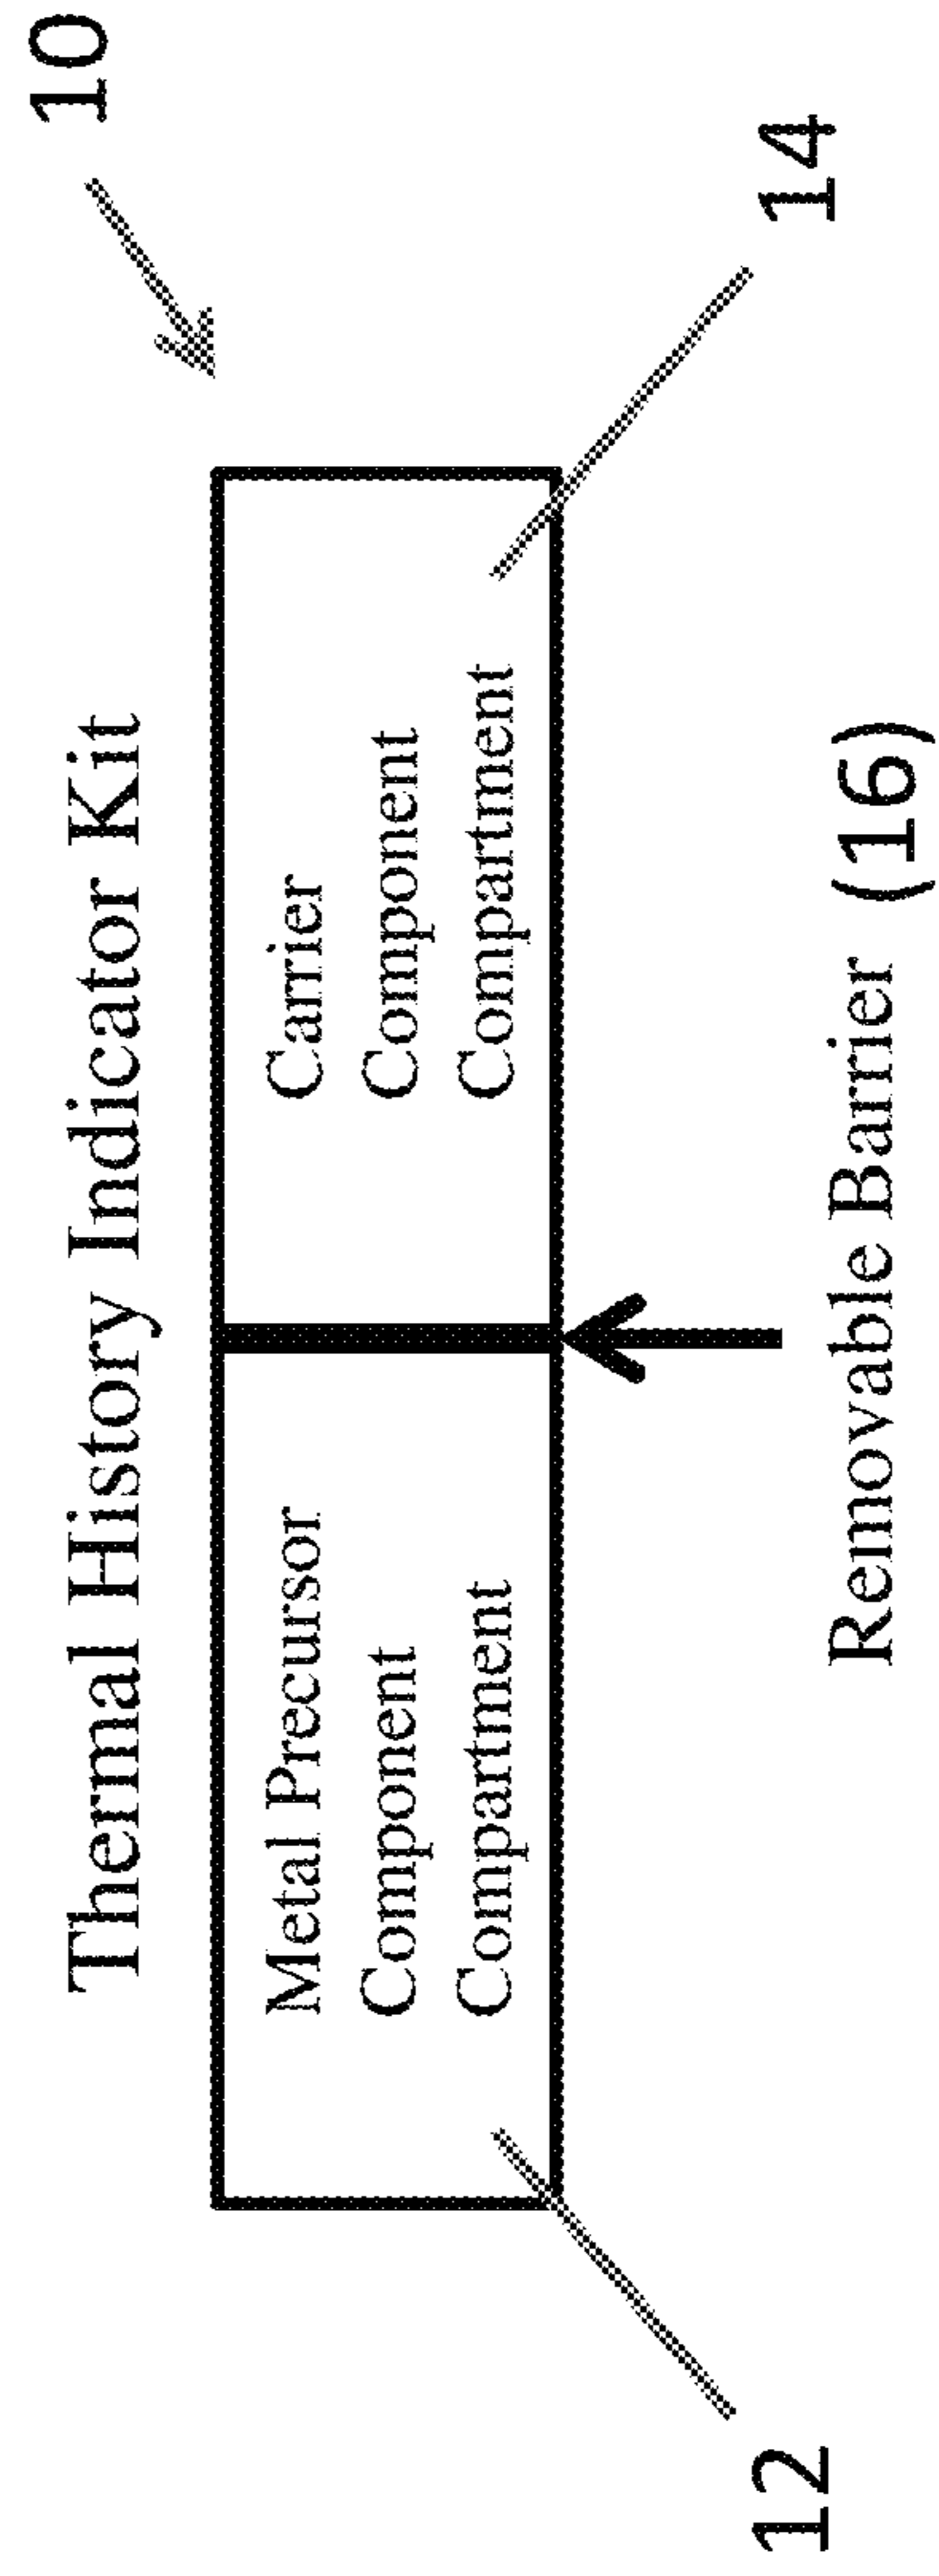 10
Thermal History Indicator Kit
Metal Precursor
Component
Compartment
Carrier
Component
Compartment
12
14
Removable Barrier (16)